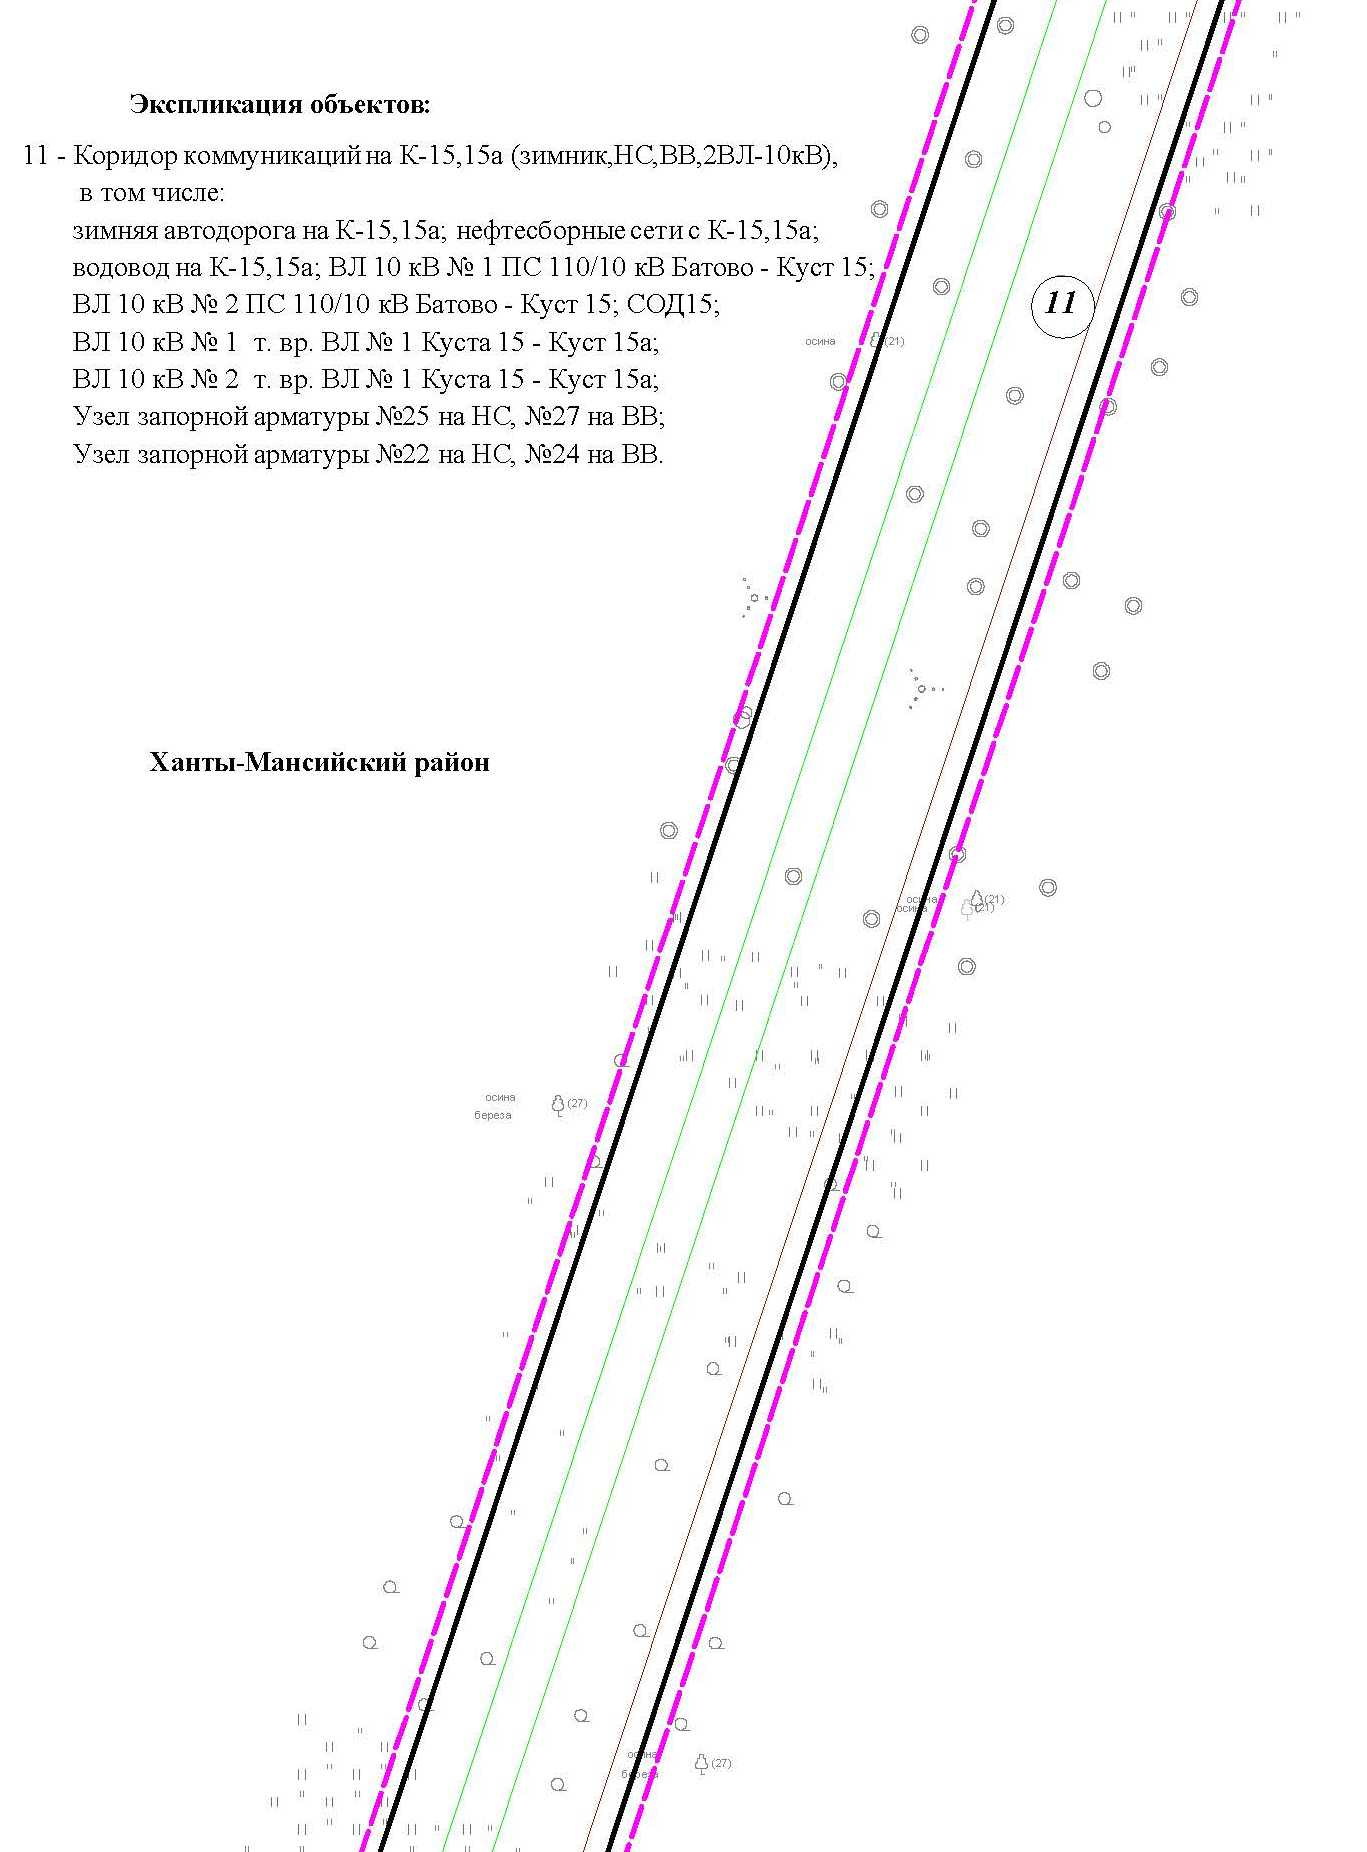 Экспликация объектов:
11 - Коридор коммуникаций на К-15,15а (зимник,НС,ВВ,2ВЛ-10кВ),
в том числе:
зимняя автодорога на К-15,15а; нефтесборные сети с К-15,15а;
водовод на К-15,15а; ВЛ 10 кВ № 1 ПС 110/10 кВ Батово - Куст 15;
ВЛ 10 кВ № 2 ПС 110/10 кВ Батово - Куст 15; СОД15;
11
ВЛ 10 кВ № 1 т. вр. ВЛ № 1 Куста 15 - Куст 15а;
осина (21)
ВЛ 10 кВ № 2 т. вр. ВЛ № 1 Куста 15 - Куст 15а;
Узел запорной арматуры №25 на НС, №27 на ВВ;
Узел запорной арматуры №22 на НС, №24 на ВВ.
Ханты-Мансийский район
осина (21)
осина (21)
осина
береза (27)
осина
береза (27)